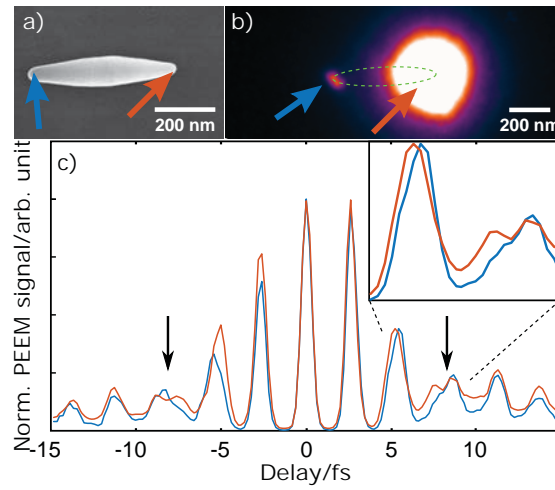 a)
200 nm
b)
200 nm
c)
Norm. PEEM signal/arb. unit
-15
-10
-5
0
5
10
Delay/fs